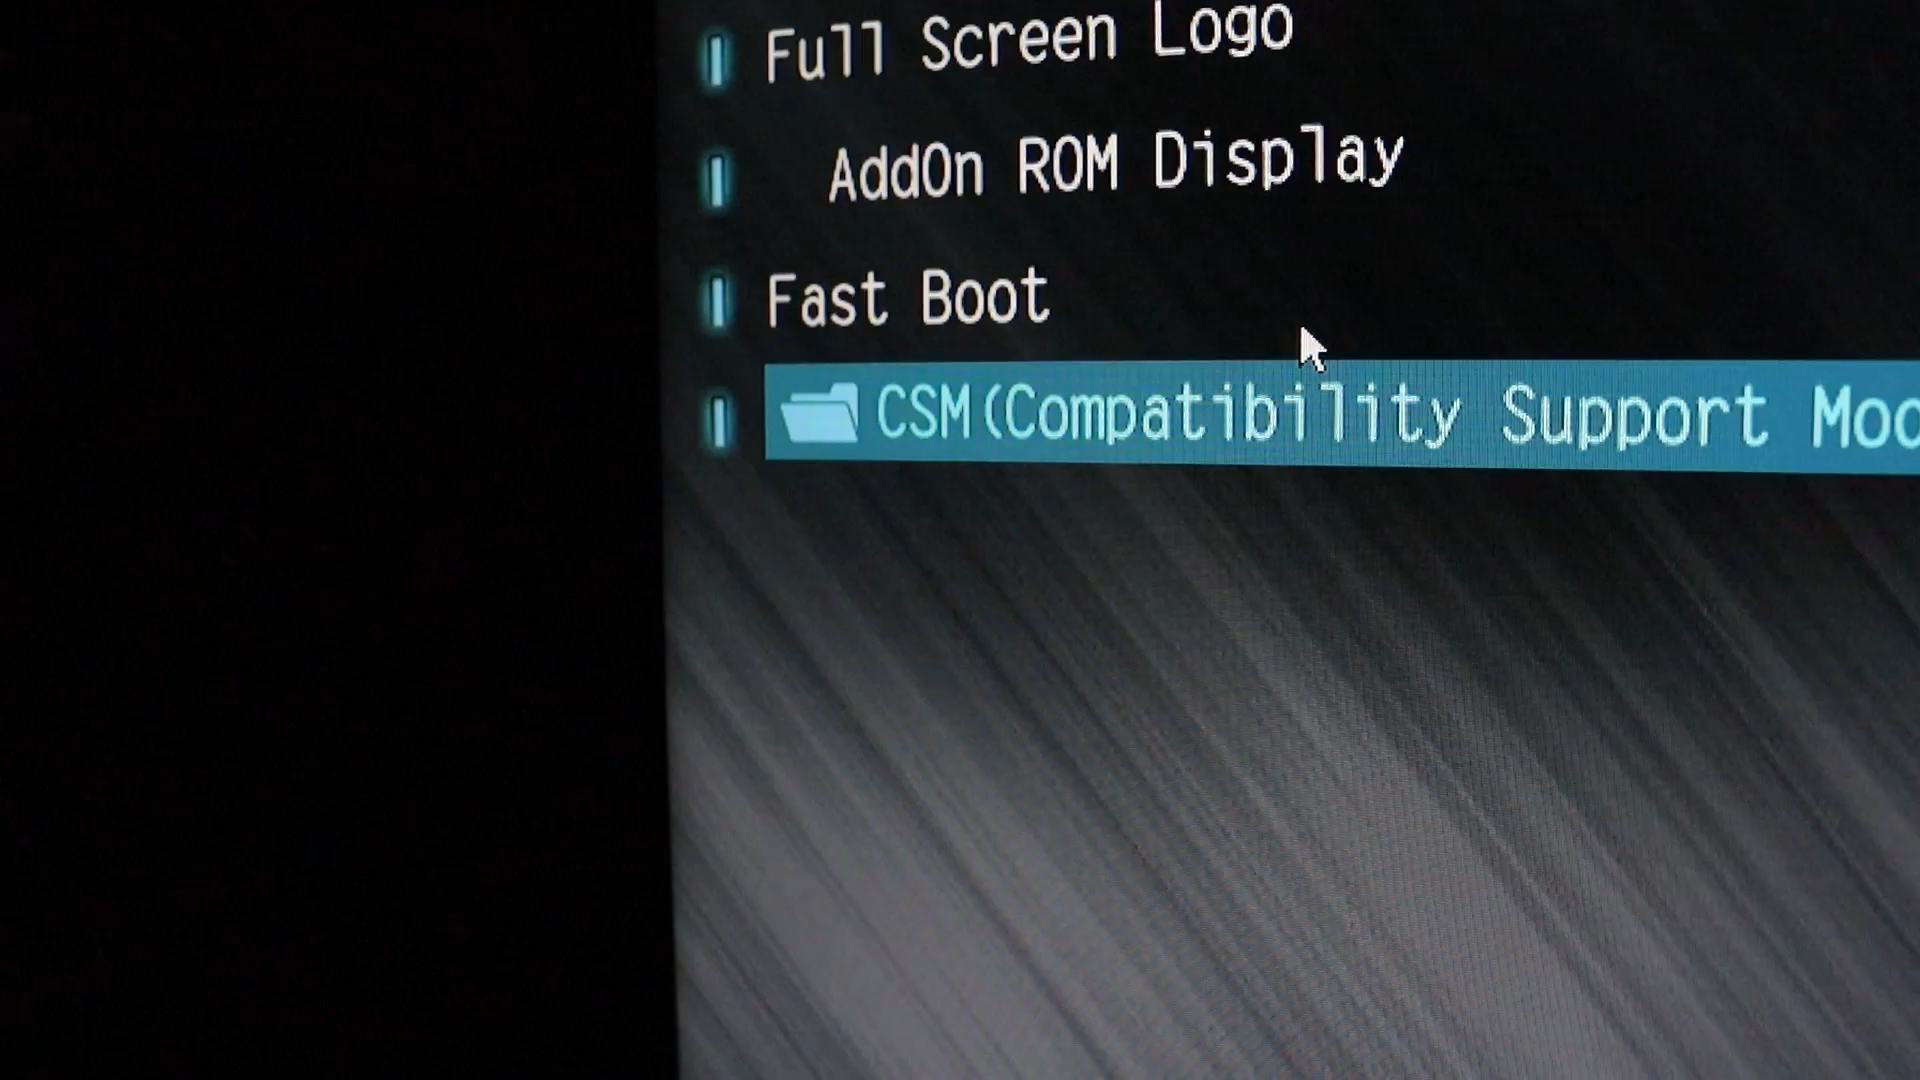 Full Screen Logo
AddOn ROM Display
Fast Boot
CSM(Compatibility Support